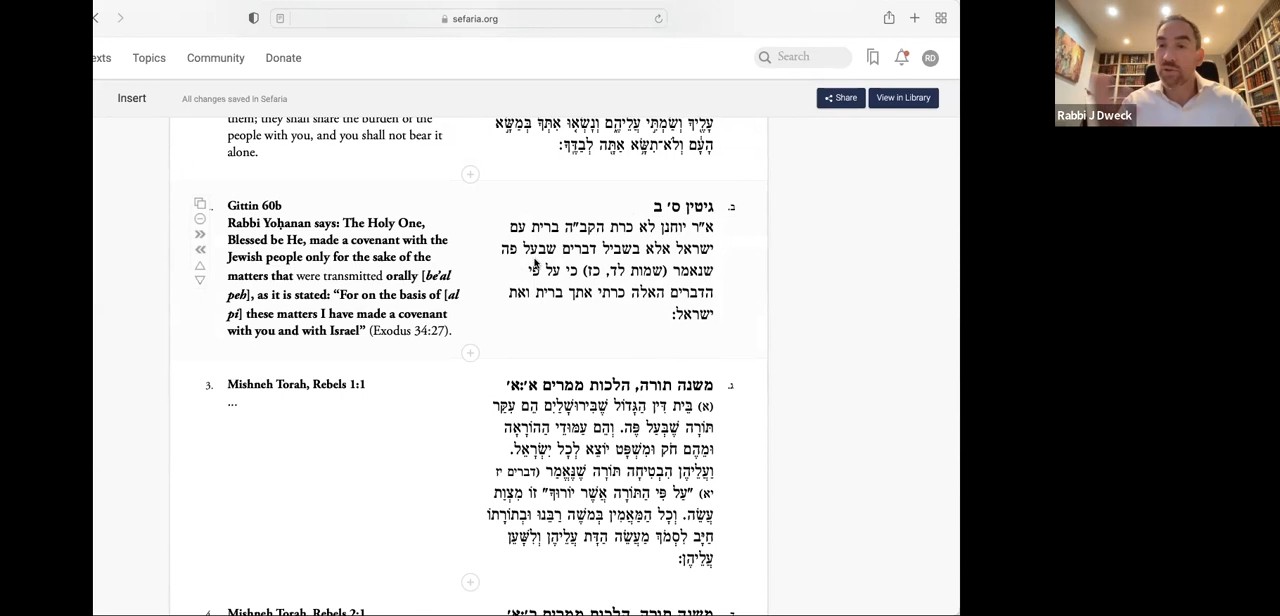 sefaria.org
exts Topics Community Donate Search RD
Insert All changes saved in Sefaria Share View in Library
Rabbi J Dweck
them; they shall share the burden of the
people with you, and you shall not bear it
alone.
עָלֶ֑יךָ וְשַׂמְתִּ֣י עֲלֵיהֶ֔ם וְנָשְׂא֤וּ אִתְּךָ֙ בְּמַשָּׂ֣א
הָעָ֔ם וְלֹא־תִשָּׂ֥א אַתָּ֖ה לְבַדֶּֽךָ׃
Gittin 60b
Rabbi Yoḥanan says: The Holy One,
Blessed be He, made a covenant with the
Jewish people only for the sake of the
matters that were transmitted orally [be’al
peh], as it is stated: “For on the basis of [al
pi] these matters I have made a covenant
with you and with Israel” (Exodus 34:27).
ב.
גיטין ס׳ ב
א״ר יוחנן לא כרת הקב״ה ברית עם
ישראל אלא בשביל דברים שבעל פה
שנאמר (שמות לד, כז) כי על פי
הדברים האלה כרתי אתך ברית ואת
ישראל:
3. Mishneh Torah, Rebels 1:1
...
ג.
משנה תורה, הלכות ממרים א׳:א׳
(א) בֵּית דִּין הַגָּדוֹל שֶׁבִּירוּשָׁלַיִם הֵם עִקַּר
תּוֹרָה שֶׁבְּעַל פֶּה. וְהֵם עַמּוּדֵי הַהוֹרָאָה
וּמֵהֶם חֹק וּמִשְׁפָּט יוֹצֵא לְכָל יִשְׂרָאֵל.
וַעֲלֵיהֶן הִבְטִיחָה תּוֹרָה שֶׁנֶּאֱמַר (דברים יז
יא) "עַל פִּי הַתּוֹרָה אֲשֶׁר יוֹרוּךָ" זוֹ מִצְוַת
עֲשֵׂה. וְכָל הַמַּאֲמִין בְּמשֶׁה רַבֵּנוּ וּבְתוֹרָתוֹ
חַיָּב לִסְמֹךְ מַעֲשֵׂה הַדָּת עֲלֵיהֶן וְלִשָּׁעֵן
עֲלֵיהֶן:
Mishneh Torah, Rebels 2:1
משנה תורה, הלכות ממרים ב׳:א׳